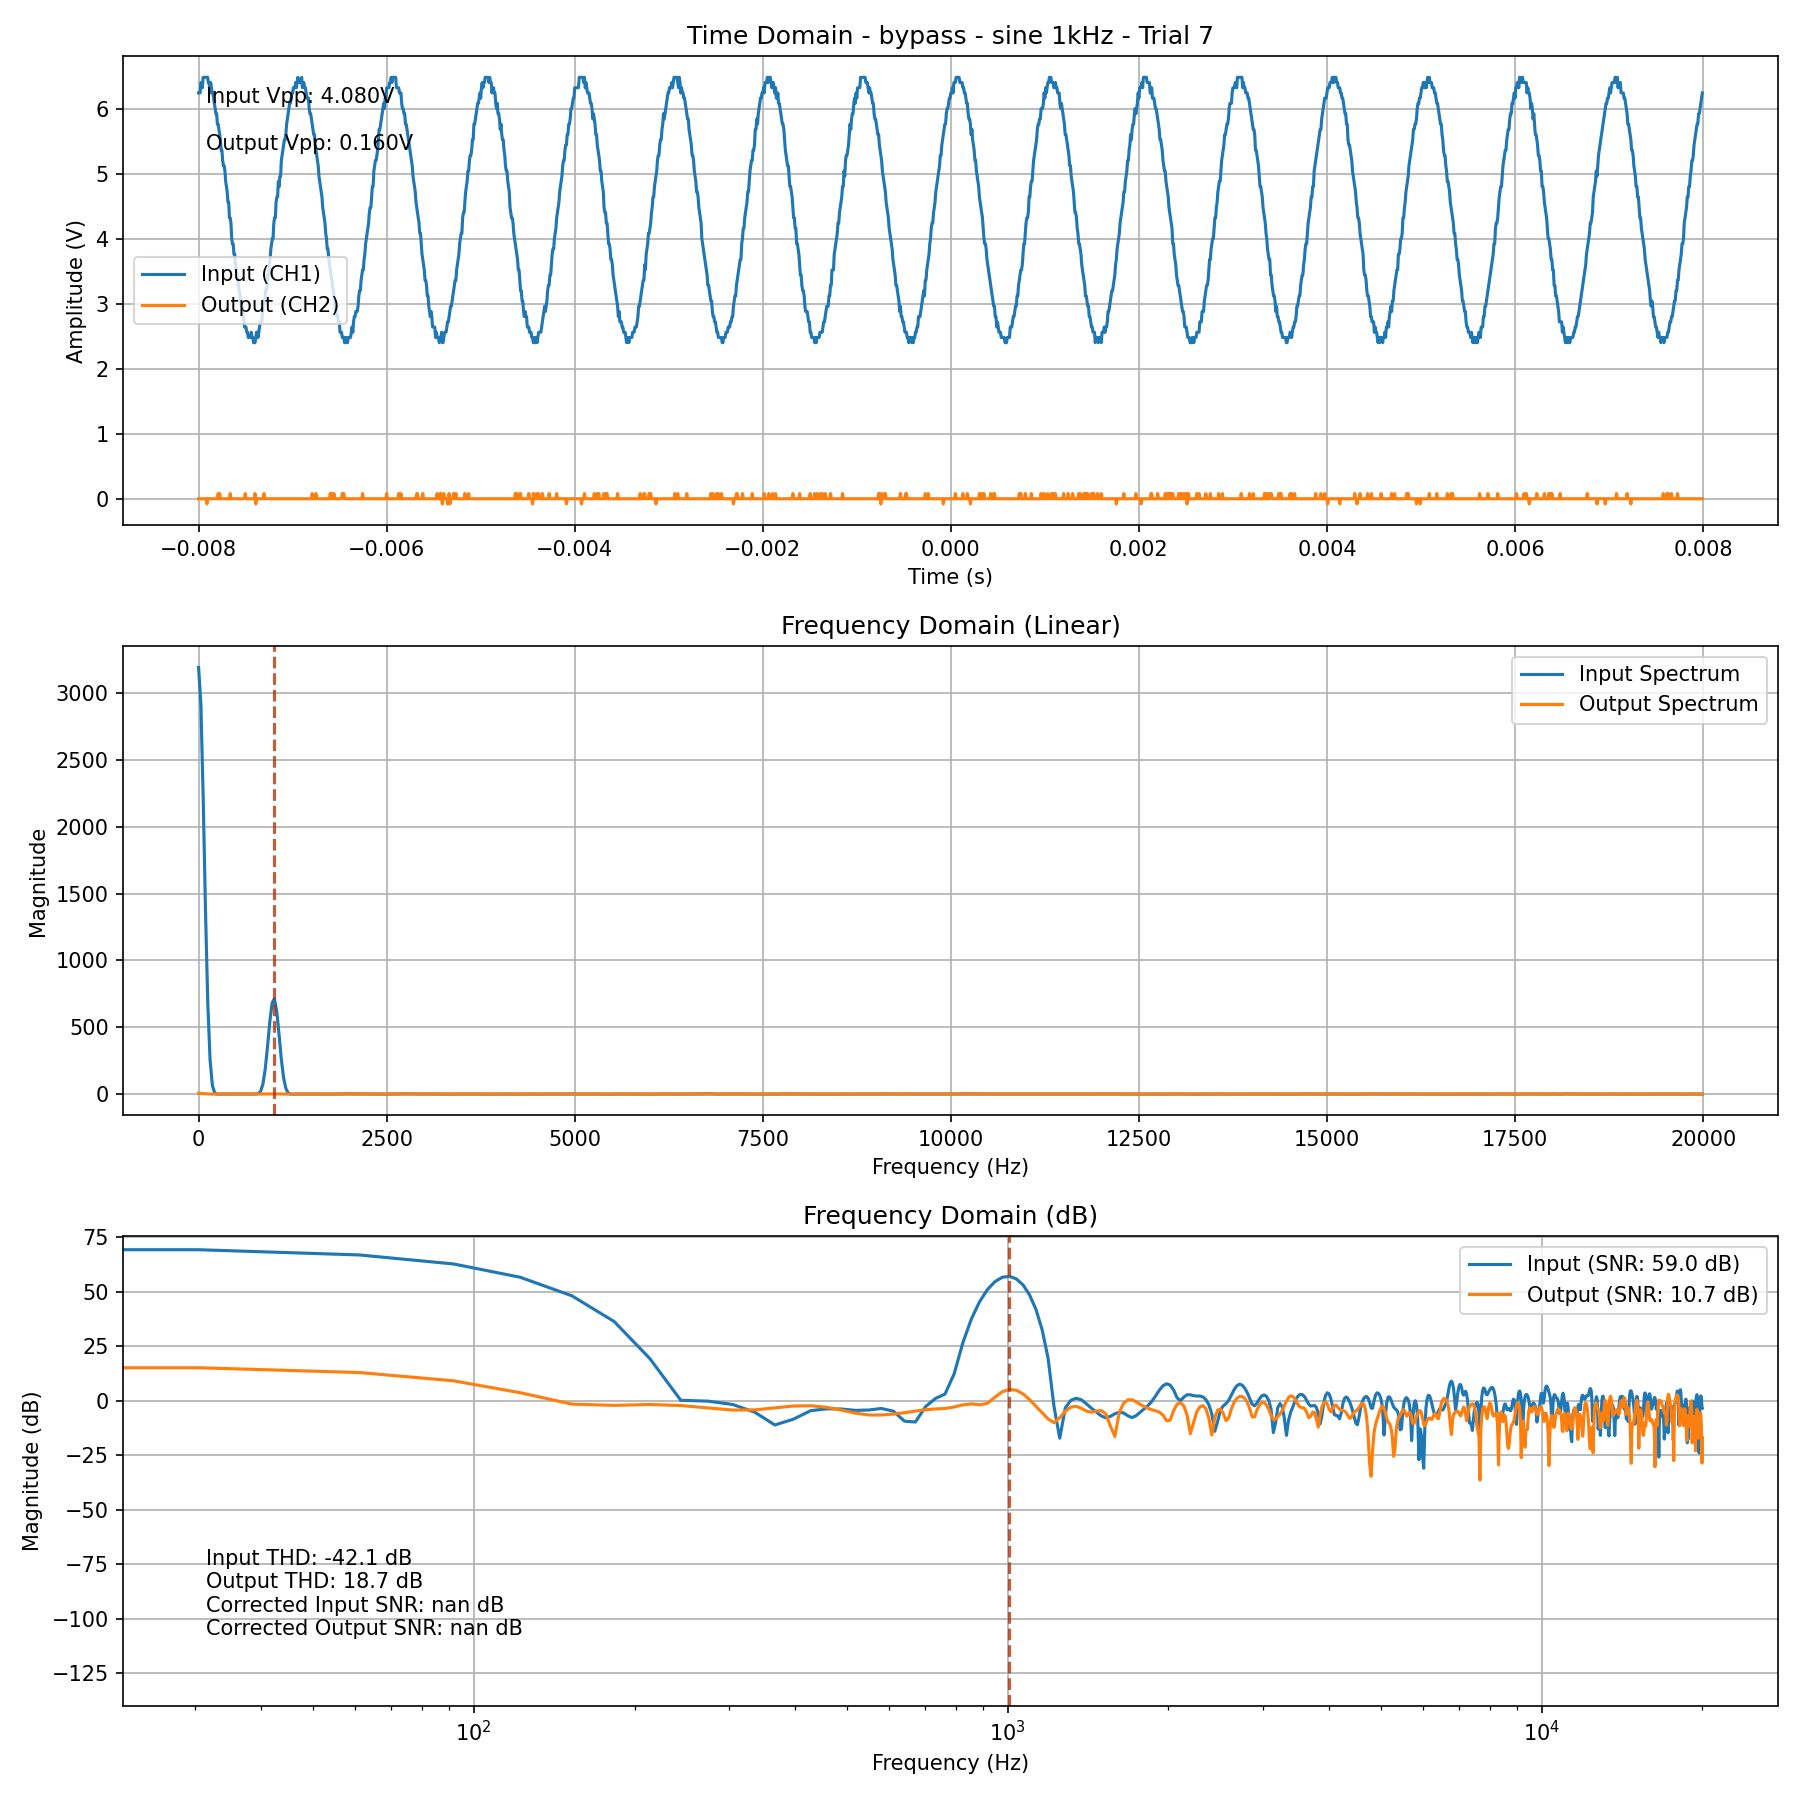 Time Domain - bypass - sine 1kHz - Trial 7
Input Vpp: 4.080V
Output Vpp: 0.160V
Input (CH1)
Output (CH2)
Amplitude (V)
6
5
4
3
2
1
0
−0.008 −0.006 −0.004 −0.002 0.000 0.002 0.004 0.006 0.008
Time (s)
Frequency Domain (Linear)
Input Spectrum
Output Spectrum
Magnitude
3000
2500
2000
1500
1000
500
0
0 2500 5000 7500 10000 12500 15000 17500 20000
Frequency (Hz)
Frequency Domain (dB)
Input (SNR: 59.0 dB)
Output (SNR: 10.7 dB)
Magnitude (dB)
75
50
25
0
−25
−50
−75
−100
−125
Input THD: -42.1 dB
Output THD: 18.7 dB
Corrected Input SNR: nan dB
Corrected Output SNR: nan dB
10² 10³ 10⁴
Frequency (Hz)